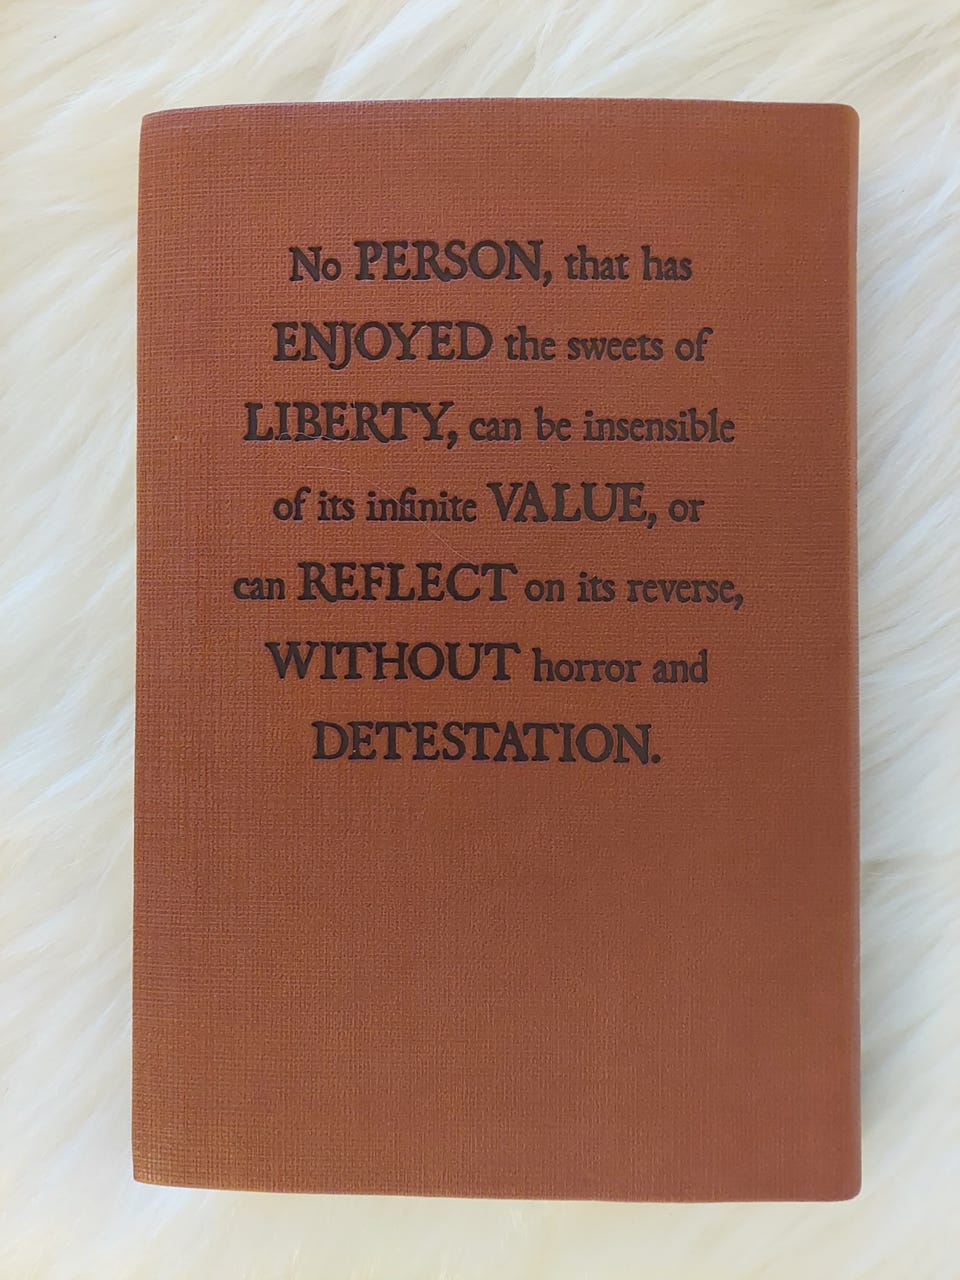 No PERSON, that has
ENJOYED the sweets of
LIBERTY, can be insensible
of its infinite VALUE, or
can REFLECT on its reverse,
WITHOUT horror and
DETESTATION.